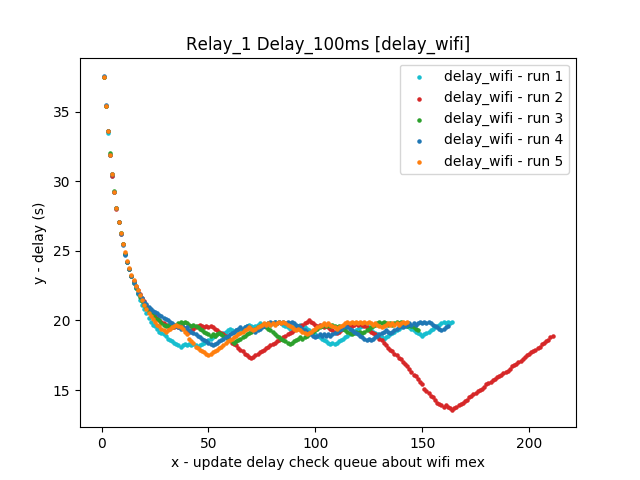 Relay_1 Delay_100ms [delay_wifi]
delay_wifi - run 1
delay_wifi - run 2
delay_wifi - run 3
delay_wifi - run 4
delay_wifi - run 5
y - delay (s)
35
30
25
20
15
0 50 100 150 200
x - update delay check queue about wifi mex